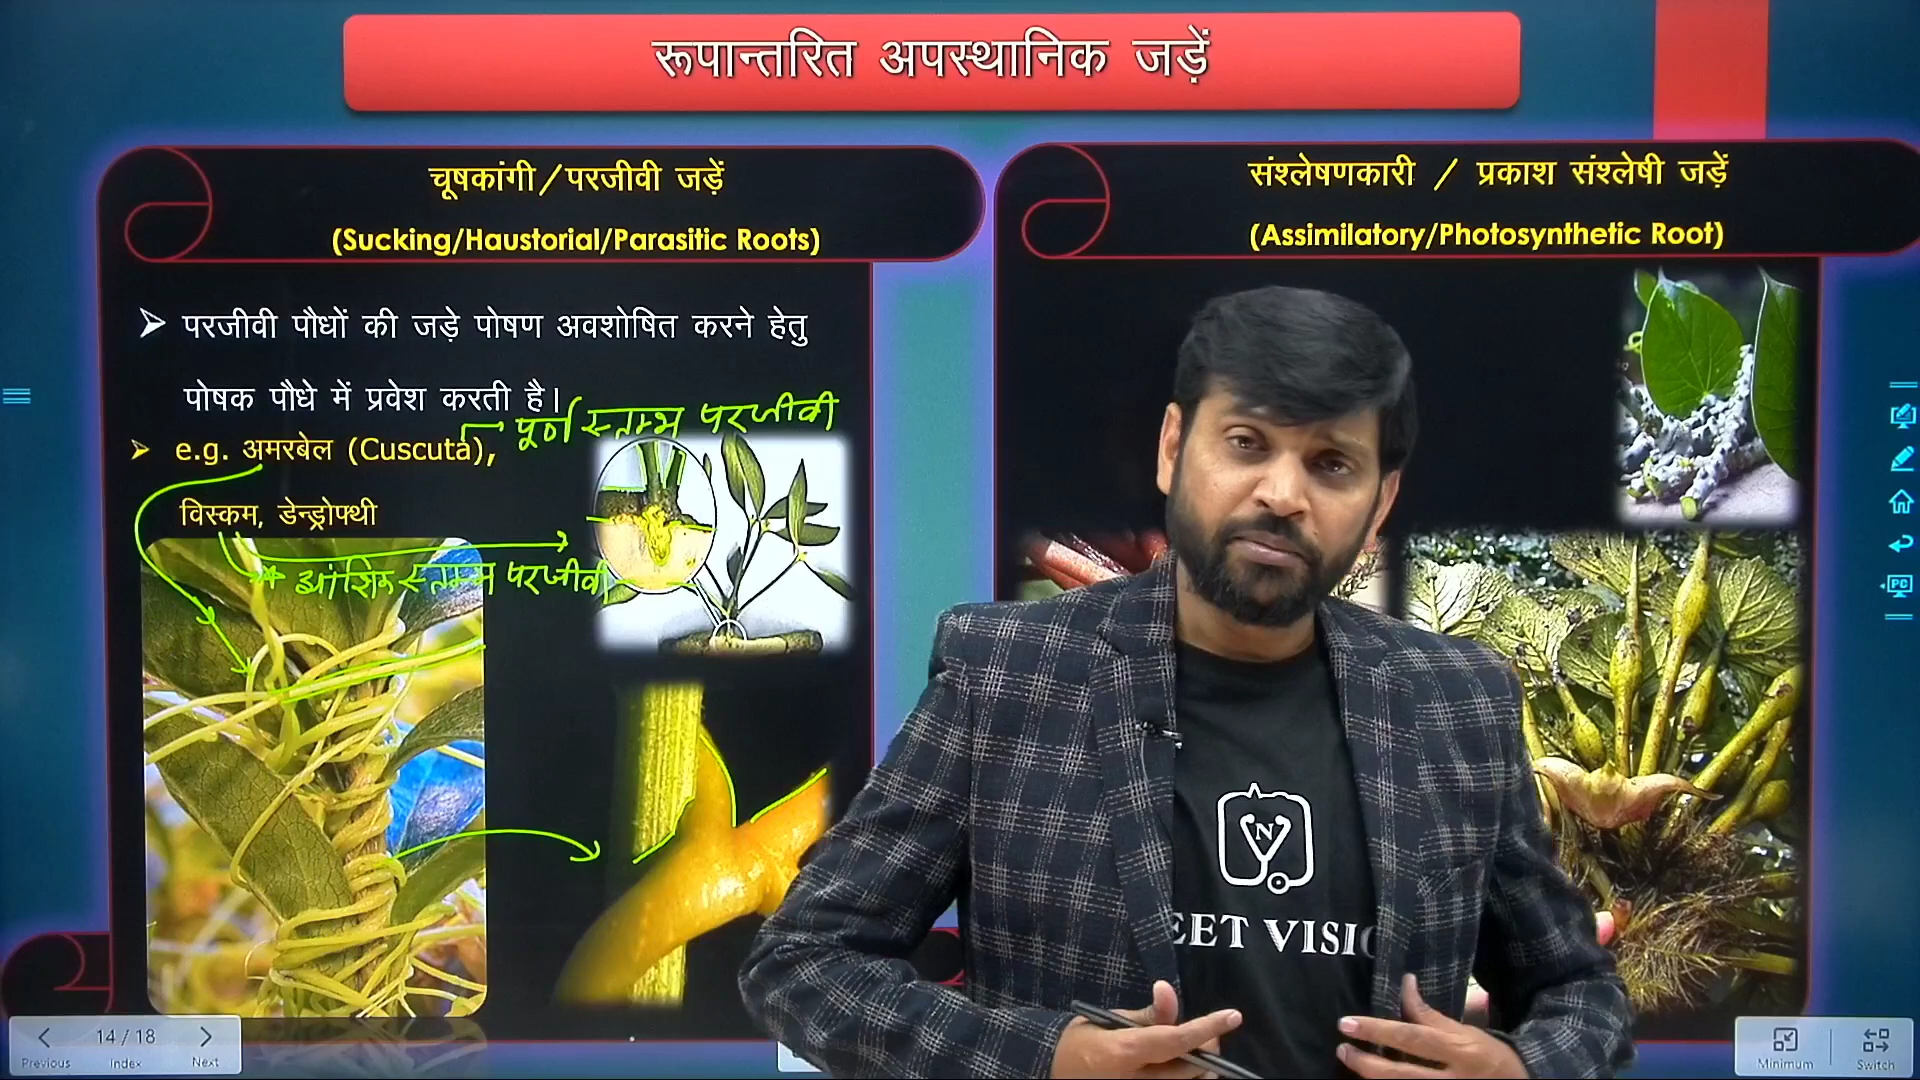 रूपान्तरित अपस्थानिक जड़ें
चूषकांगी/परजीवी जड़ें
(Sucking/Haustorial/Parasitic Roots)
परजीवी पौधों की जड़े पोषण अवशोषित करने हेतु
पोषक पौधे में प्रवेश करती है।
पूर्ण स्तम्भ परजीवी
e.g. अमरबेल (Cuscuta),
विस्कम, डेन्ड्रोफ्थी
आंशिक स्तम्भ परजीवी
संश्लेषणकारी / प्रकाश संश्लेषी जड़ें
(Assimilatory/Photosynthetic Root)
N
EET VISIO
PC
14 / 18
Previous Index Next
Minimum Switch